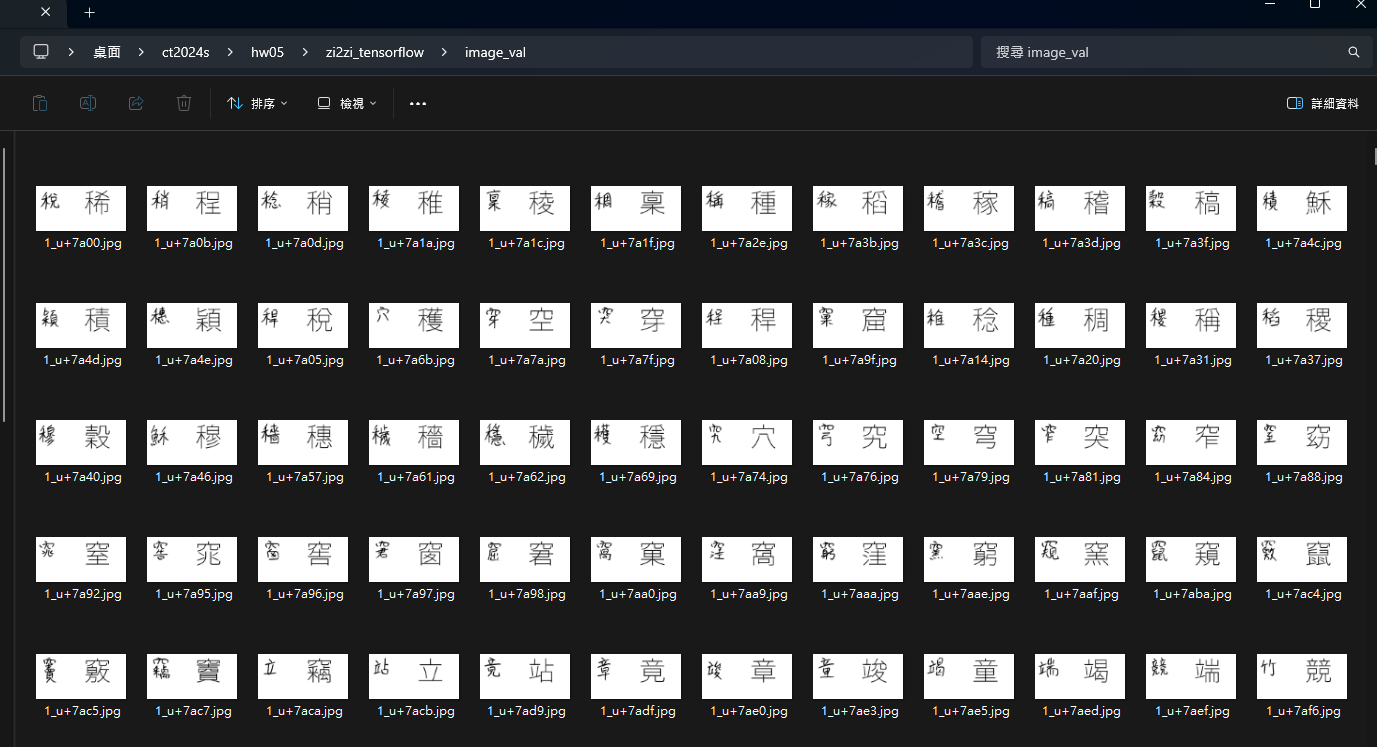 桌面 ct2024s hw05 zi2zi_tensorflow image_val 搜尋 image_val
排序 檢視 詳細資料
稅 稀 稍 程 稔 稍 稜 稚 稟 稜 稠 稟 稱 種 稼 稻 稽 稼 稿 稽 穀 稿 積 穌
1_u+7a00.jpg 1_u+7a0b.jpg 1_u+7a0d.jpg 1_u+7a1a.jpg 1_u+7a1c.jpg 1_u+7a1f.jpg 1_u+7a2e.jpg 1_u+7a3b.jpg 1_u+7a3c.jpg 1_u+7a3d.jpg 1_u+7a3f.jpg 1_u+7a4c.jpg
穎 積 穗 穎 稈 稅 穴 穫 穿 空 突 穿 程 稈 窠 窟 稚 稔 種 稠 稷 稱 稻 稷
1_u+7a4d.jpg 1_u+7a4e.jpg 1_u+7a05.jpg 1_u+7a6b.jpg 1_u+7a7a.jpg 1_u+7a7f.jpg 1_u+7a08.jpg 1_u+7a9f.jpg 1_u+7a14.jpg 1_u+7a20.jpg 1_u+7a31.jpg 1_u+7a37.jpg
穆 穀 穌 穆 穡 穗 穢 穡 穩 穢 穫 穩 究 穴 穹 究 空 穹 窄 突 窈 窄 窒 窈
1_u+7a40.jpg 1_u+7a46.jpg 1_u+7a57.jpg 1_u+7a61.jpg 1_u+7a62.jpg 1_u+7a69.jpg 1_u+7a74.jpg 1_u+7a76.jpg 1_u+7a79.jpg 1_u+7a81.jpg 1_u+7a84.jpg 1_u+7a88.jpg
窕 窒 窖 窕 窗 窖 窘 窗 窟 窘 窩 窠 窪 窩 窮 窪 窯 窮 窺 窯 竄 窺 竅 竄
1_u+7a92.jpg 1_u+7a95.jpg 1_u+7a96.jpg 1_u+7a97.jpg 1_u+7a98.jpg 1_u+7aa0.jpg 1_u+7aa9.jpg 1_u+7aaa.jpg 1_u+7aae.jpg 1_u+7aaf.jpg 1_u+7aba.jpg 1_u+7ac4.jpg
竇 竅 竊 竇 立 竊 站 立 竟 站 章 竟 竣 章 童 竣 竭 童 端 竭 競 端 竹 競
1_u+7ac5.jpg 1_u+7ac7.jpg 1_u+7aca.jpg 1_u+7acb.jpg 1_u+7ad9.jpg 1_u+7adf.jpg 1_u+7ae0.jpg 1_u+7ae3.jpg 1_u+7ae5.jpg 1_u+7aed.jpg 1_u+7aef.jpg 1_u+7af6.jpg